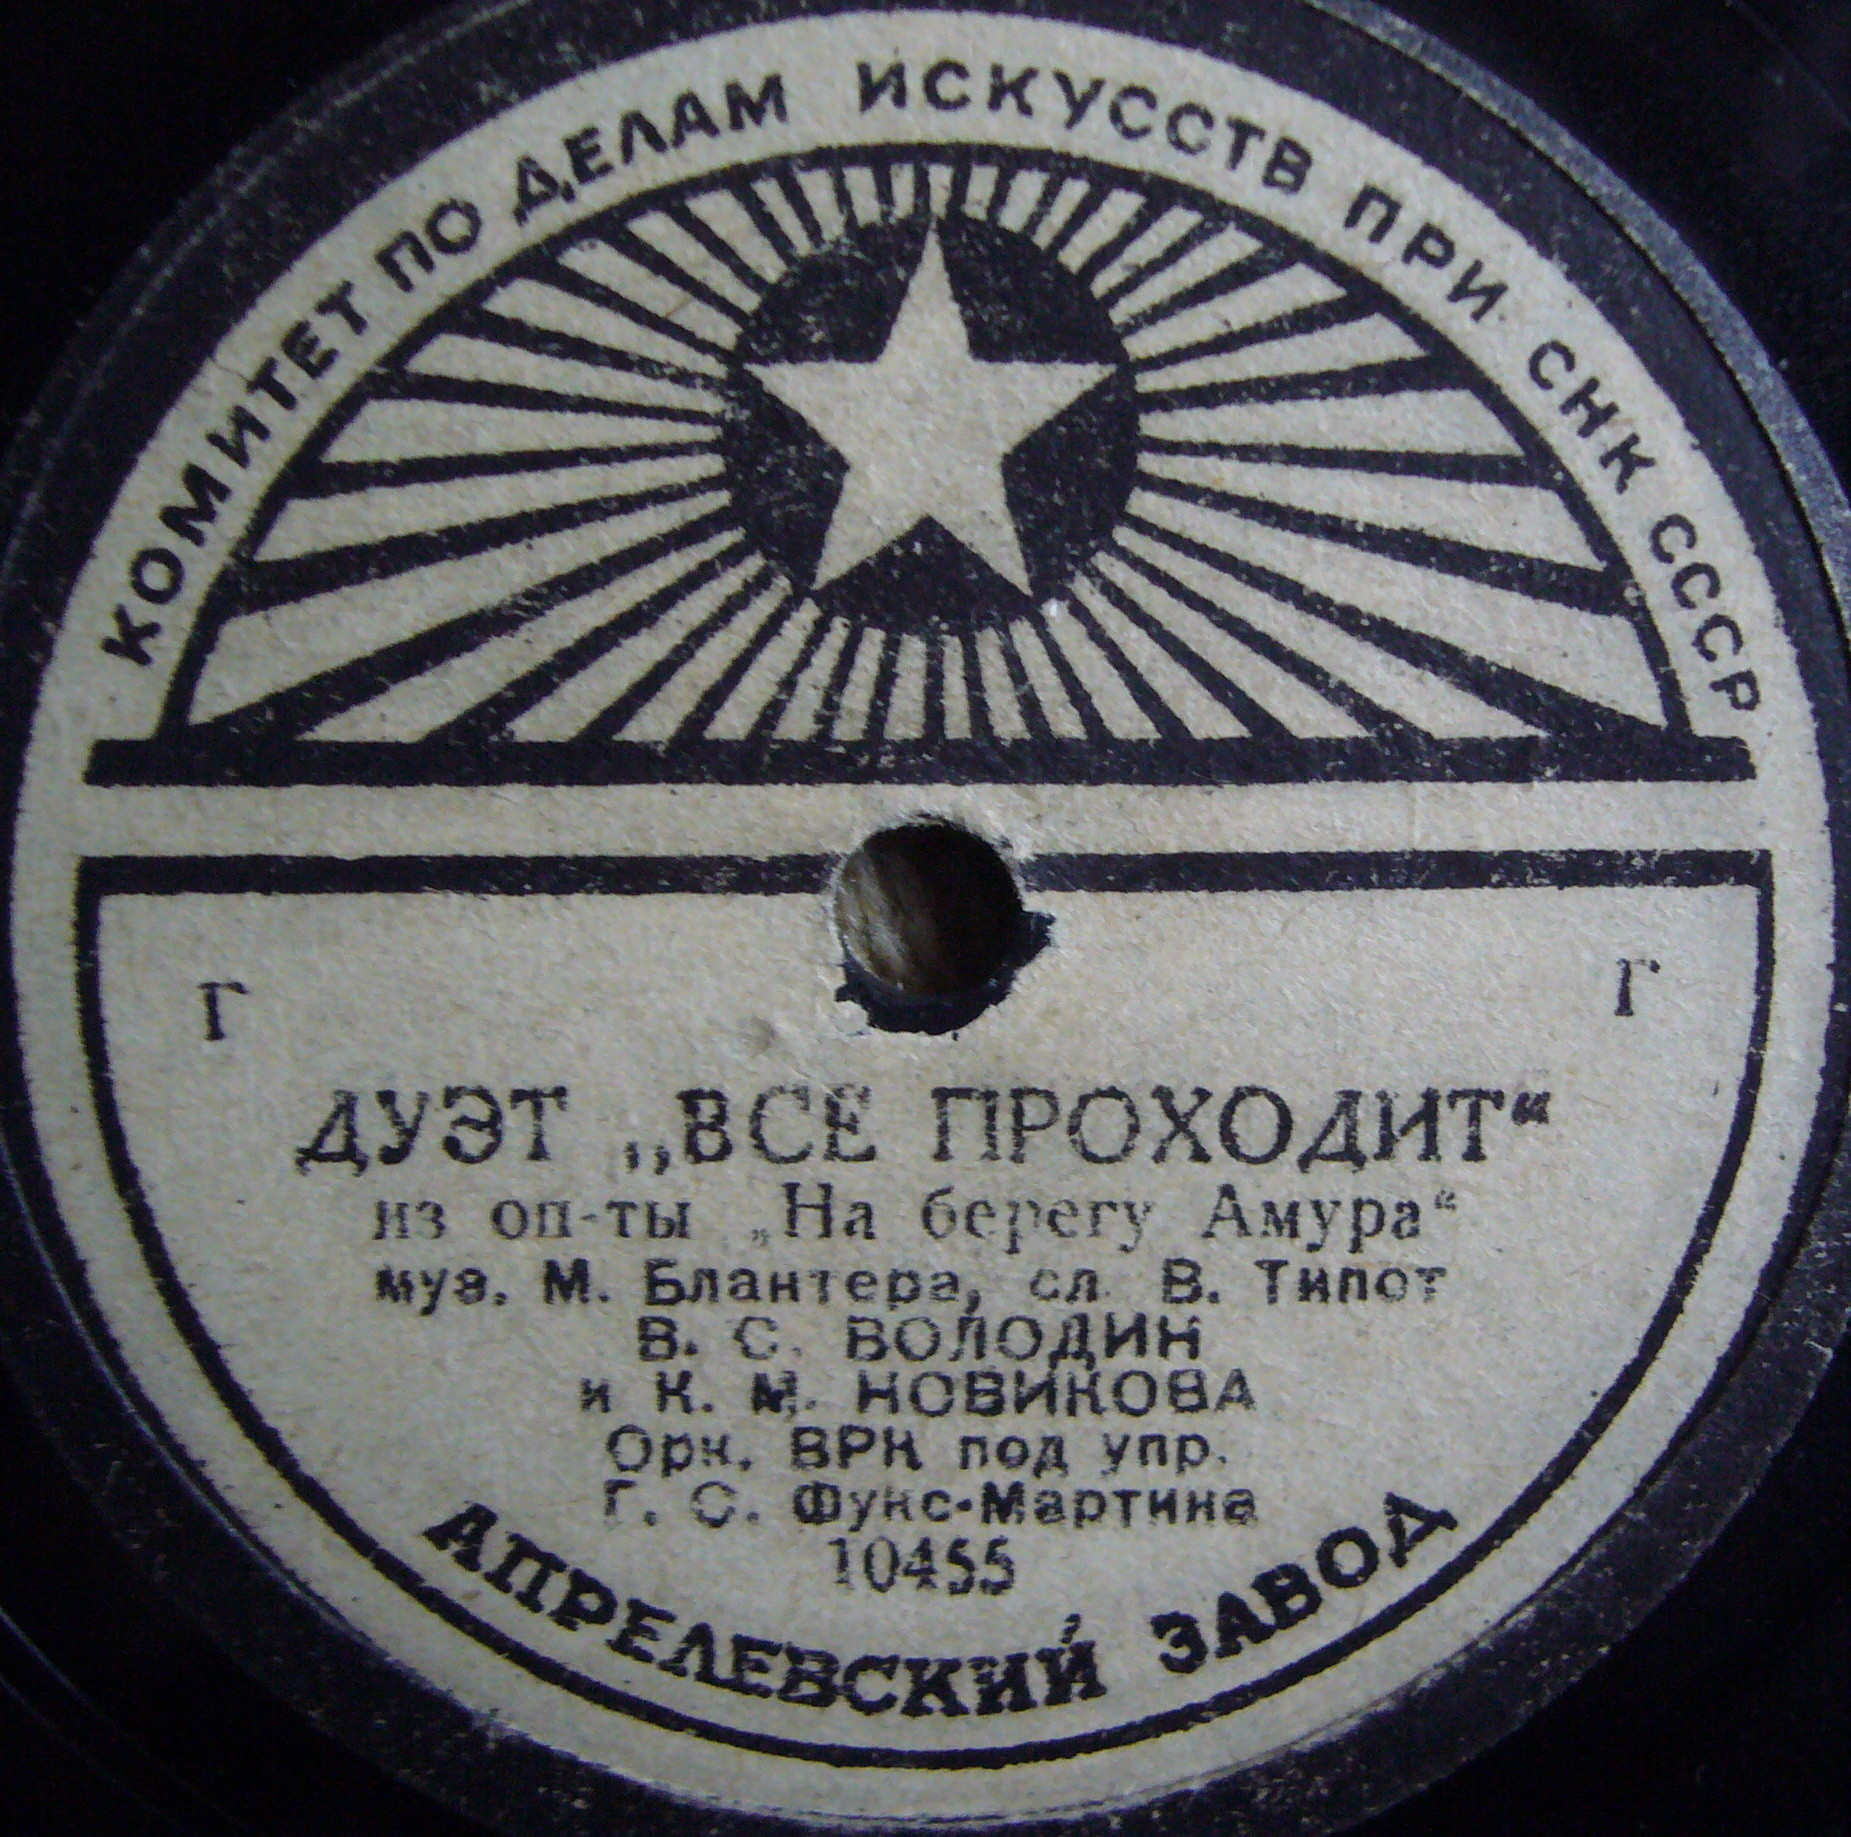 КОМИТЕТ ПО ДЕЛАМ ИСКУССТВ ПРИ СНК СССР
Г Г
ДУЭТ „ВСЕ ПРОХОДИТ“
из оп-ты „На берегу Амура“
муз. М. Блантера, сл. В. Типот
В. С. ВОЛОДИН
и К. М. НОВИКОВА
Орк. ВРК под упр.
Г. С. Фукс-Мартина
10455
АПРЕЛЕВСКИЙ ЗАВОД